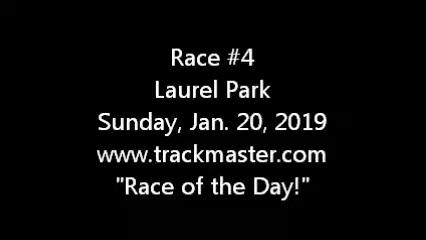 Race #4
Laurel Park
Sunday, Jan. 20, 2019
www.trackmaster.com
"Race of the Day!"